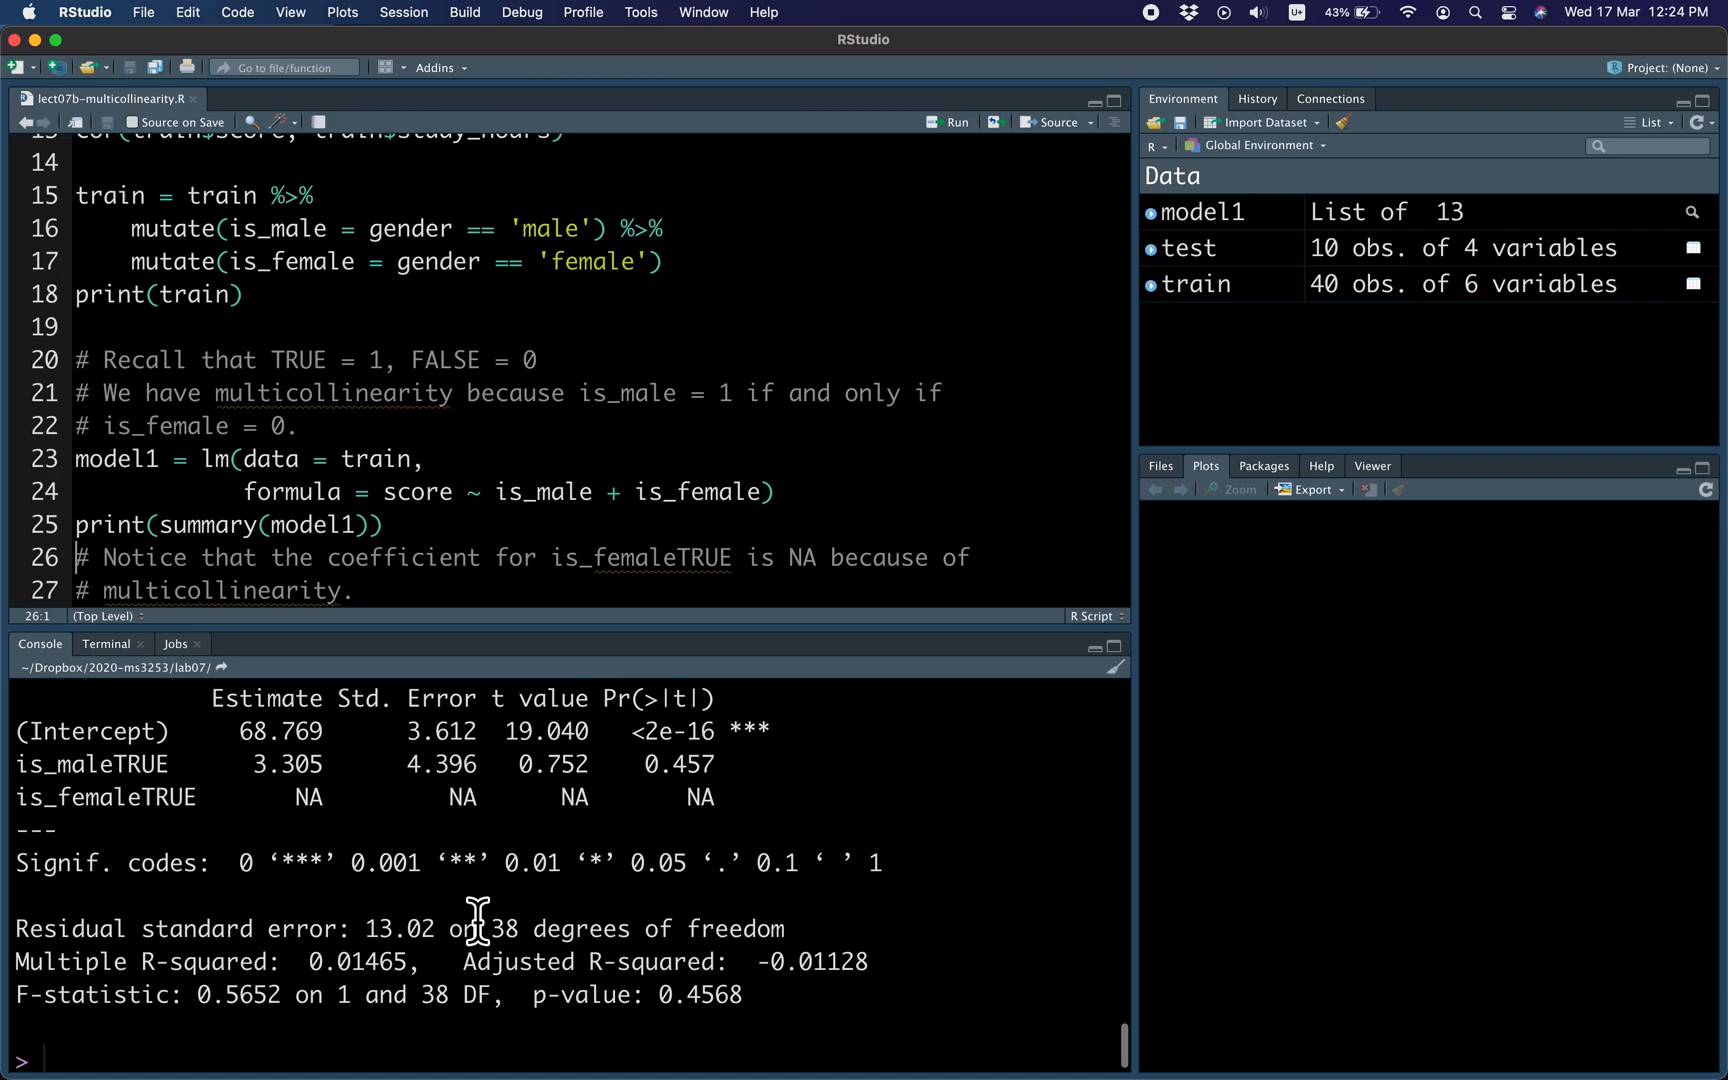 RStudio File Edit Code View Plots Session Build Debug Profile Tools Window Help 43% Wed 17 Mar 12:24 PM
RStudio
Go to file/function Addins Project: (None)
lect07b-multicollinearity.R
Source on Save Run Source
13 cor(train$score, train$study_hours)
14
15 train = train %>%
16 mutate(is_male = gender == 'male') %>%
17 mutate(is_female = gender == 'female')
18 print(train)
19
20 # Recall that TRUE = 1, FALSE = 0
21 # We have multicollinearity because is_male = 1 if and only if
22 # is_female = 0.
23 model1 = lm(data = train,
24 formula = score ~ is_male + is_female)
25 print(summary(model1))
26 # Notice that the coefficient for is_femaleTRUE is NA because of
27 # multicollinearity.
26:1 (Top Level) R Script
Console Terminal Jobs
~/Dropbox/2020-ms3253/lab07/
Estimate Std. Error t value Pr(>|t|)
(Intercept) 68.769 3.612 19.040 <2e-16 ***
is_maleTRUE 3.305 4.396 0.752 0.457
is_femaleTRUE NA NA NA NA
---
Signif. codes: 0 ‘***’ 0.001 ‘**’ 0.01 ‘*’ 0.05 ‘.’ 0.1 ‘ ’ 1
Residual standard error: 13.02 on 38 degrees of freedom
Multiple R-squared: 0.01465, Adjusted R-squared: -0.01128
F-statistic: 0.5652 on 1 and 38 DF, p-value: 0.4568
>
Environment History Connections
Import Dataset List
R Global Environment
Data
model1 List of 13
test 10 obs. of 4 variables
train 40 obs. of 6 variables
Files Plots Packages Help Viewer
Zoom Export